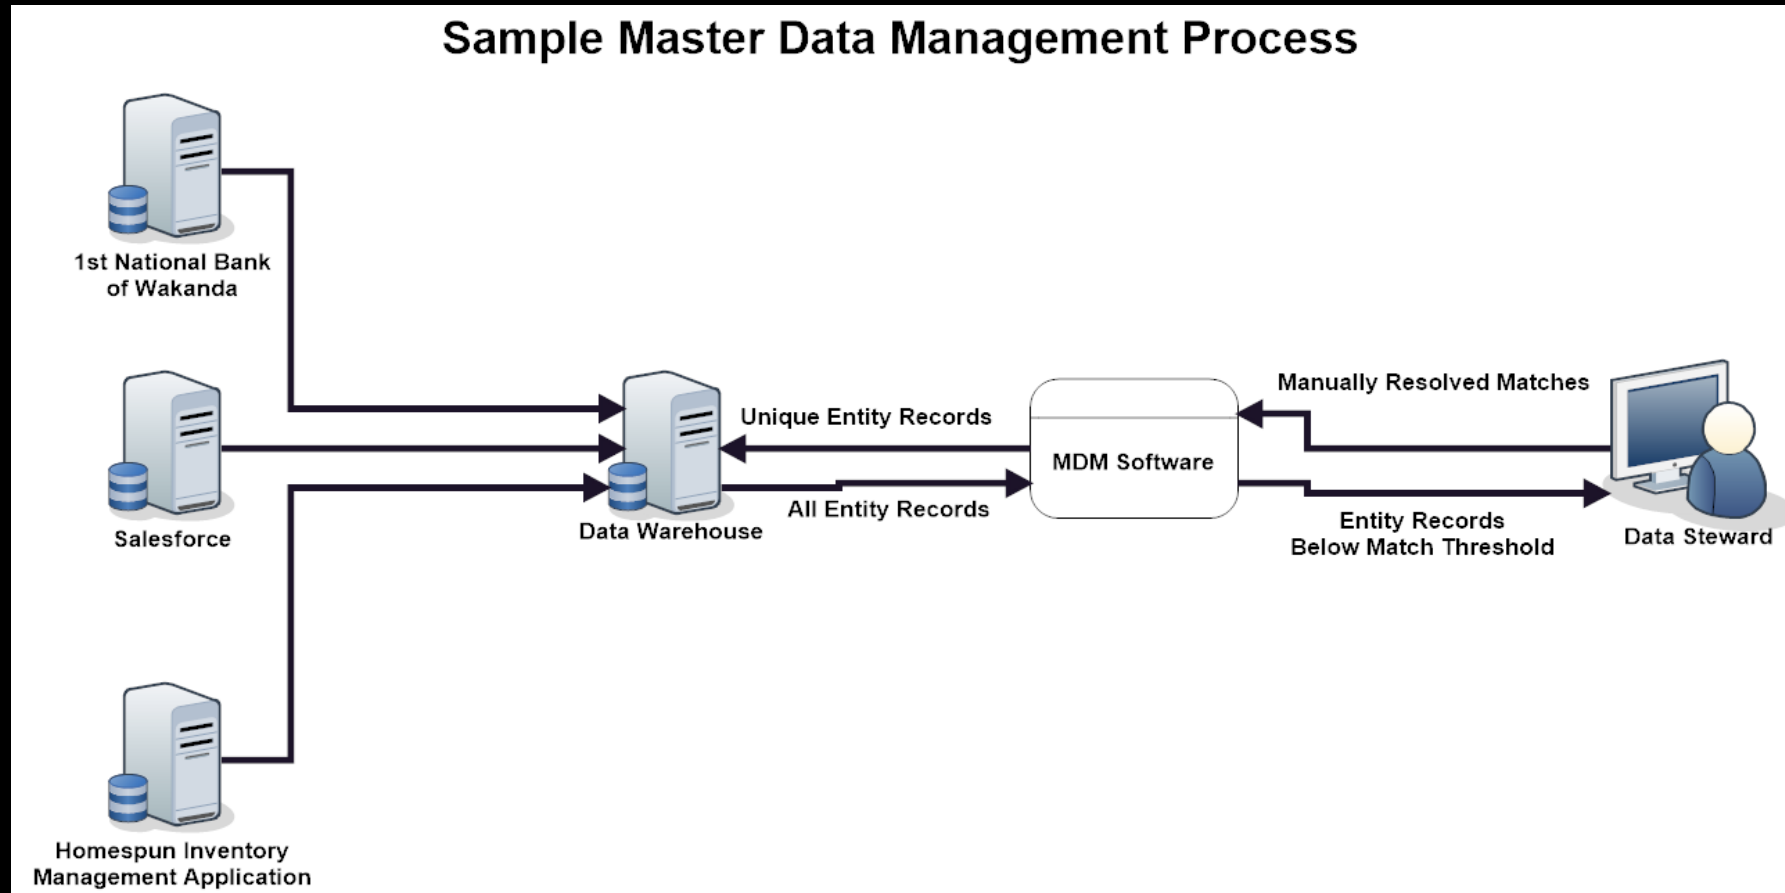 Sample Master Data Management Process
1st National Bank
of Wakanda
Salesforce
Homespun Inventory
Management Application
Data Warehouse
Unique Entity Records
All Entity Records
MDM Software
Manually Resolved Matches
Entity Records
Below Match Threshold
Data Steward